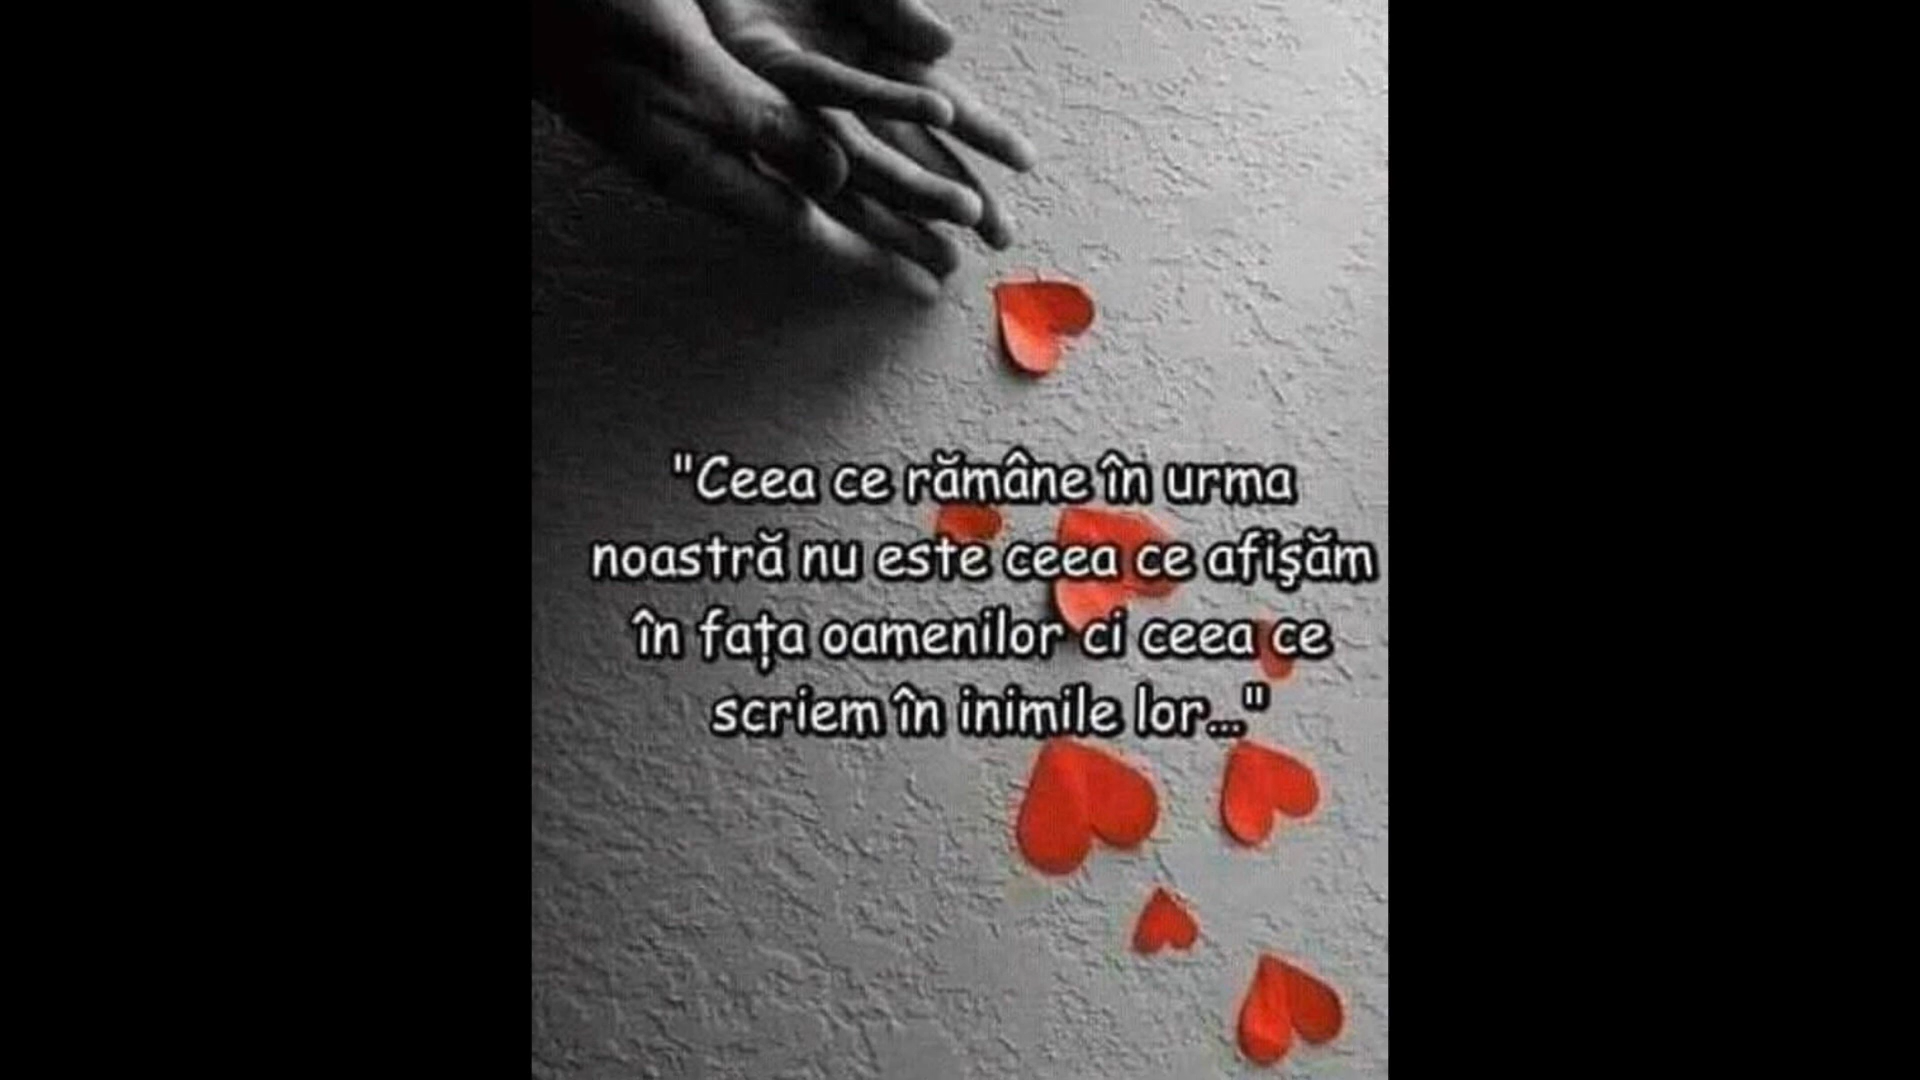 "Ceea ce rămâne în urma
noastră nu este ceea ce afişăm
în fața oamenilor ci ceea ce
scriem în inimile lor..."